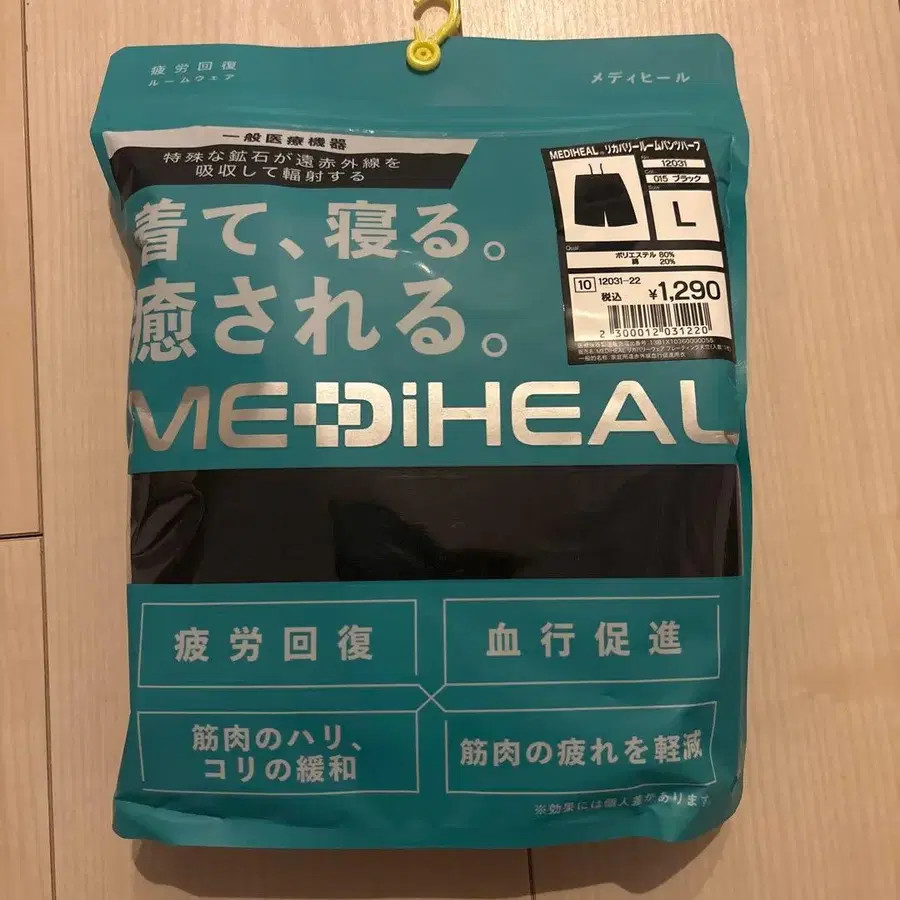 疲労回復
ルームウェア
メディヒール
一般医療機器
特殊な鉱石が遠赤外線を
吸収して輻射する
着て、寝る。
癒される。
MEDiHEAL
MEDIHEAL リカバリールームパンツハーフ
No.
12031
Col.
015 ブラック
Size
L
Qual
ポリエステル 80%
綿 20%
10 12031-22
税込 ¥1,290
2 300012 031220
疲労回復
血行促進
筋肉のハリ、
コリの緩和
筋肉の疲れを軽減
※効果には個人差があります